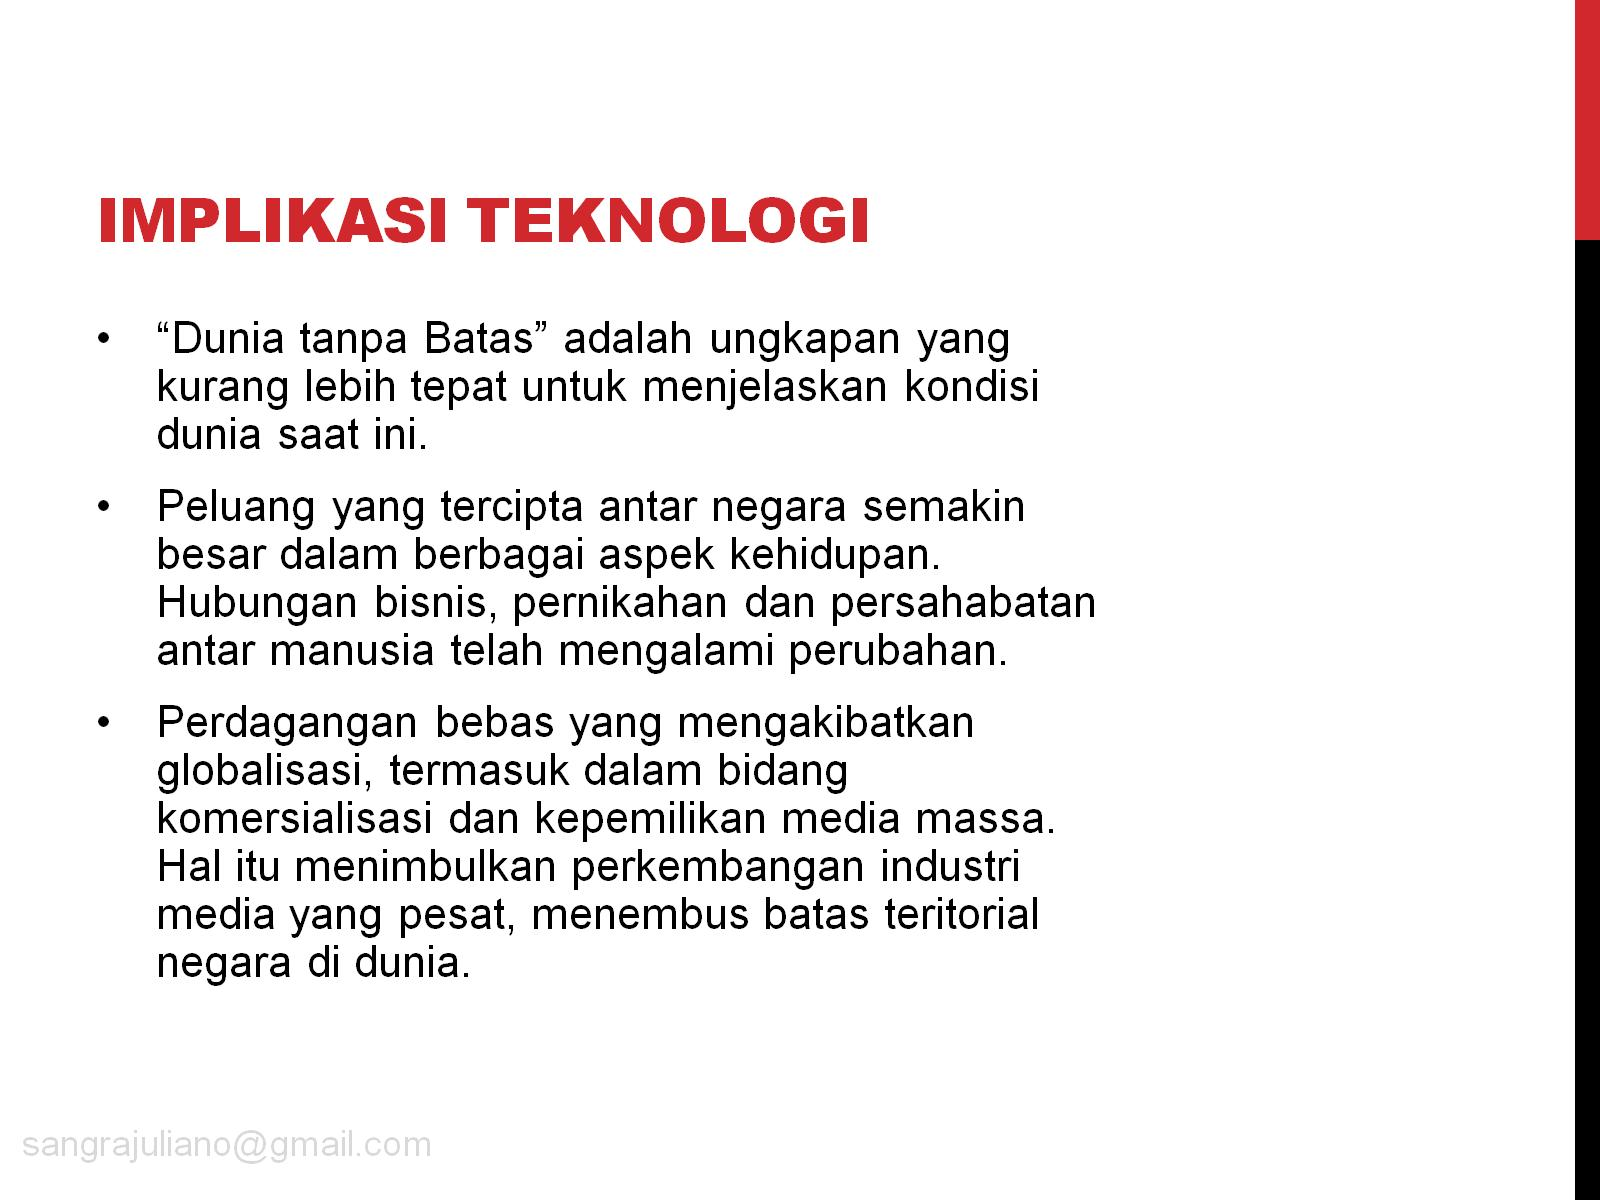 IMPLIKASI TEKNOLOGI
• “Dunia tanpa Batas” adalah ungkapan yang
kurang lebih tepat untuk menjelaskan kondisi
dunia saat ini.
• Peluang yang tercipta antar negara semakin
besar dalam berbagai aspek kehidupan.
Hubungan bisnis, pernikahan dan persahabatan
antar manusia telah mengalami perubahan.
• Perdagangan bebas yang mengakibatkan
globalisasi, termasuk dalam bidang
komersialisasi dan kepemilikan media massa.
Hal itu menimbulkan perkembangan industri
media yang pesat, menembus batas teritorial
negara di dunia.
sangrajuliano@gmail.com